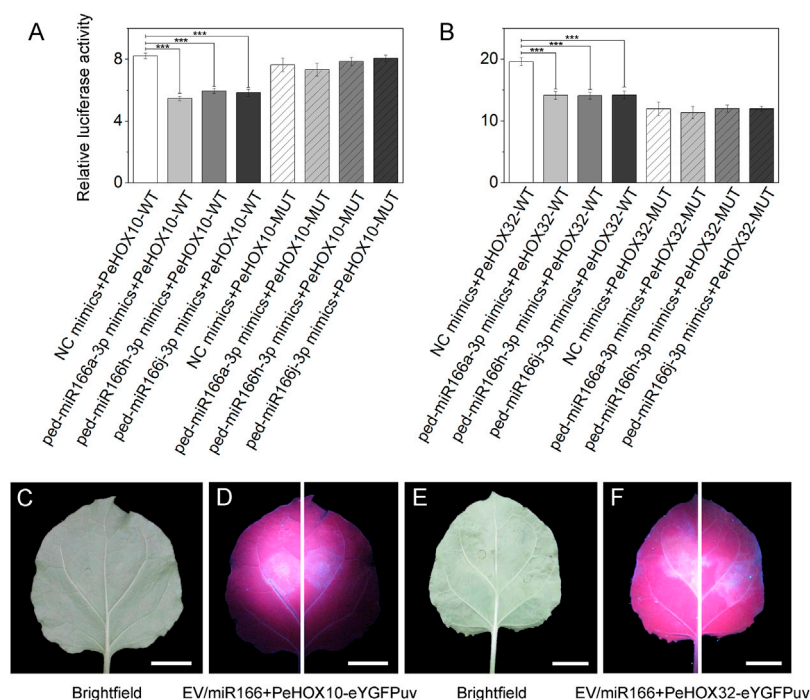 A
Relative luciferase activity
8
4
0
***
***
***
NC mimics+PeHOX10-WT
ped-miR166a-3p mimics+PeHOX10-WT
ped-miR166h-3p mimics+PeHOX10-WT
ped-miR166j-3p mimics+PeHOX10-WT
NC mimics+PeHOX10-MUT
ped-miR166a-3p mimics+PeHOX10-MUT
ped-miR166h-3p mimics+PeHOX10-MUT
ped-miR166j-3p mimics+PeHOX10-MUT
B
20
10
0
***
***
***
NC mimics+PeHOX32-WT
ped-miR166a-3p mimics+PeHOX32-WT
ped-miR166h-3p mimics+PeHOX32-WT
ped-miR166j-3p mimics+PeHOX32-WT
NC mimics+PeHOX32-MUT
ped-miR166a-3p mimics+PeHOX32-MUT
ped-miR166h-3p mimics+PeHOX32-MUT
ped-miR166j-3p mimics+PeHOX32-MUT
C
D
E
F
Brightfield
EV/miR166+PeHOX10-eYGFPuv
Brightfield
EV/miR166+PeHOX32-eYGFPuv